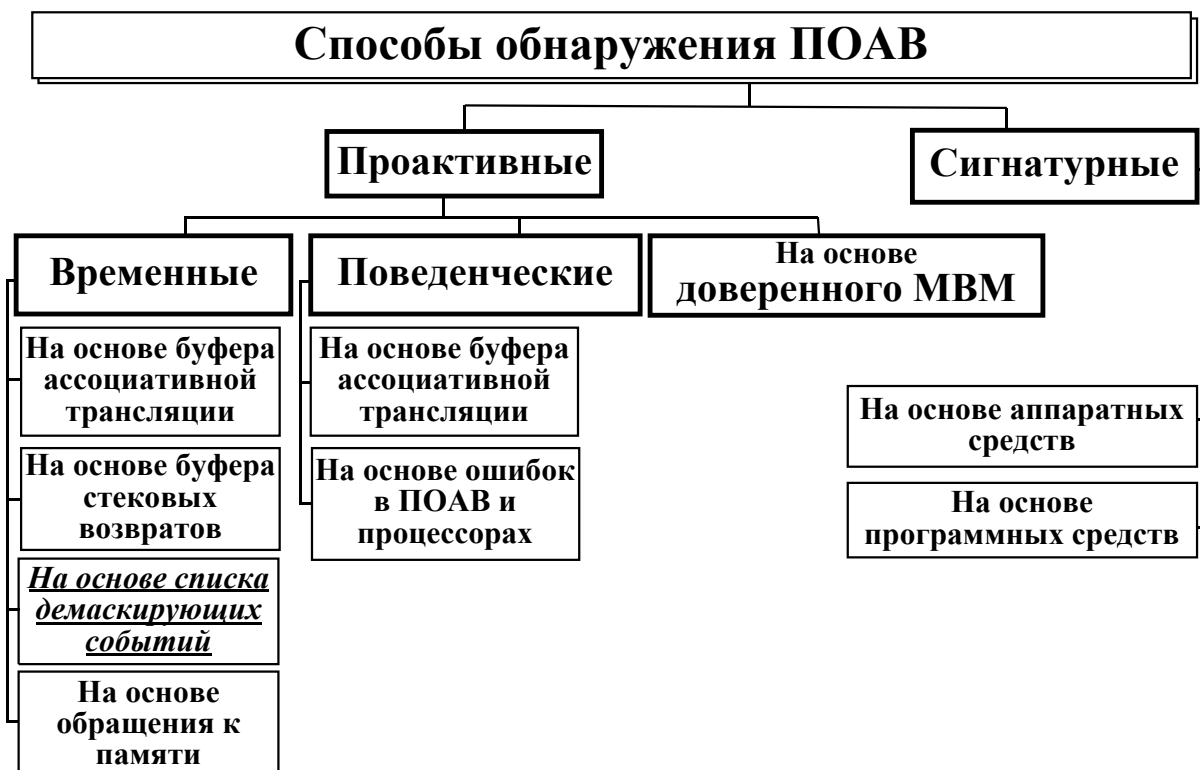 Способы обнаружения ПОАВ
Проактивные
Сигнатурные
Временные
Поведенческие
На основе
доверенного МВМ
На основе буфера
ассоциативной
трансляции
На основе буфера
стековых
возвратов
На основе списка
демаскирующих
событий
На основе
обращения к
памяти
На основе буфера
ассоциативной
трансляции
На основе ошибок
в ПОАВ и
процессорах
На основе аппаратных
средств
На основе
программных средств